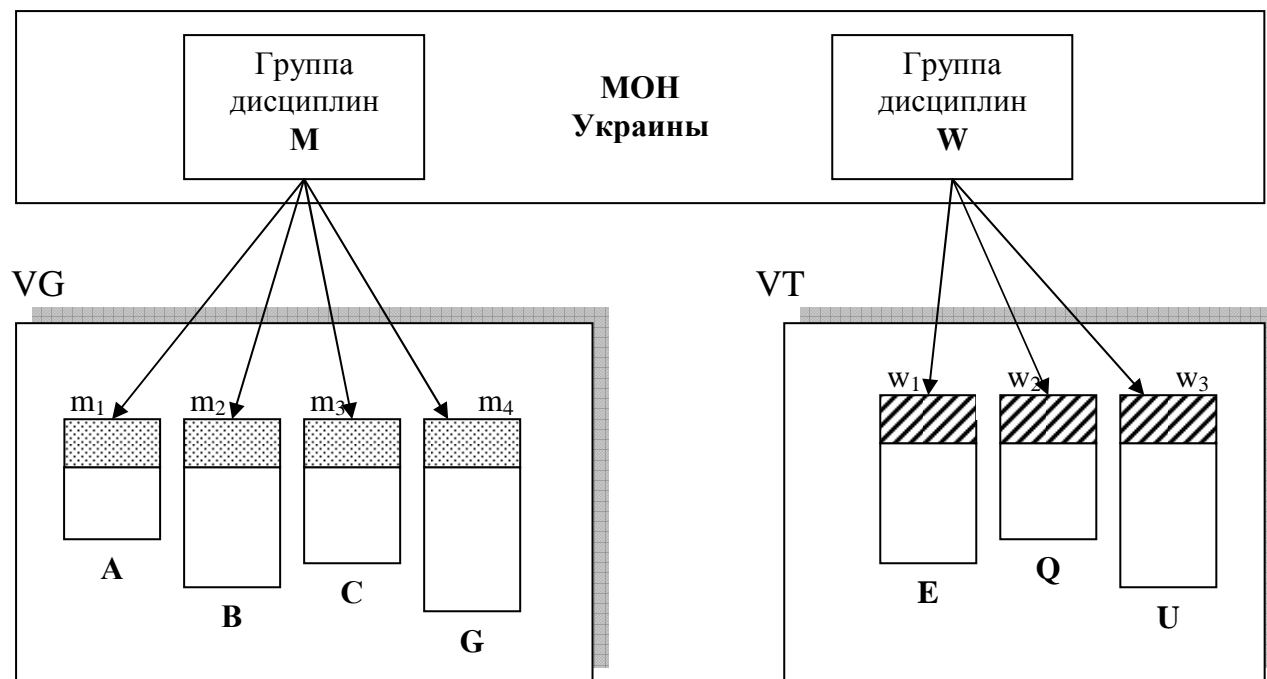 Группа
дисциплин
M
МОН
Украины
Группа
дисциплин
W
VG
VT
m1 m2 m3 m4
w1 w2 w3
A
B
C
G
E
Q
U